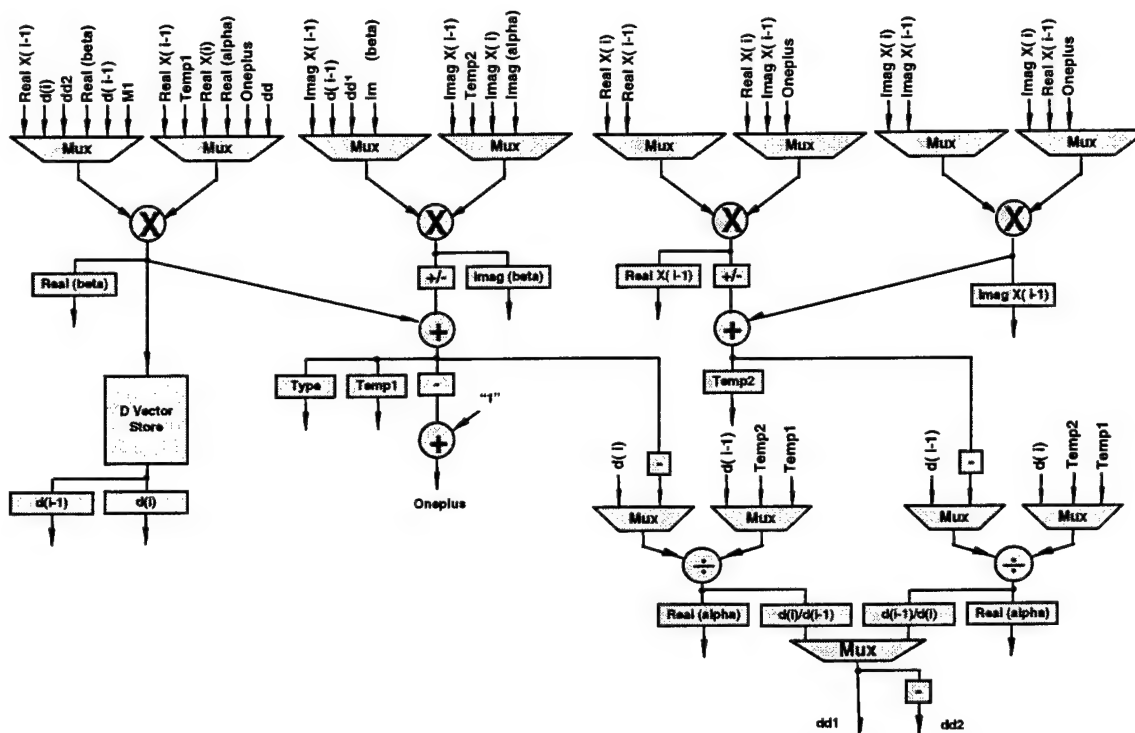 Real X( i-1)
d(i)
dd2
Real (beta)
d( i-1)
M1
Real X( i-1)
Temp1
Real X(i)
Real (alpha)
Oneplus
dd
Imag X( i-1)
d( i-1)
dd1
Im (beta)
Imag X( i-1)
Temp2
Imag X( i)
Imag (alpha)
Real X( i)
Real X( i-1)
Real X( i)
Imag X( i-1)
Oneplus
Imag X( i)
Imag X( i-1)
Imag X( i)
Real X( i-1)
Oneplus
Mux
Mux
Mux
Mux
Mux
Mux
Mux
Mux
X
X
X
X
Real (beta)
+/-
Imag (beta)
Real X( i-1)
+/-
Imag X( i-1)
+
+
Type
Temp1
-
Temp2
D Vector
Store
"1"
+
Oneplus
d(i-1)
d(i)
d( i)
-
d( i-1)
Temp2
Temp1
d( i-1)
-
d( i)
Temp2
Temp1
Mux
Mux
Mux
Mux
÷
÷
Real (alpha)
d(i)/d(i-1)
d(i-1)/d(i)
Real (alpha)
Mux
-
dd1
dd2